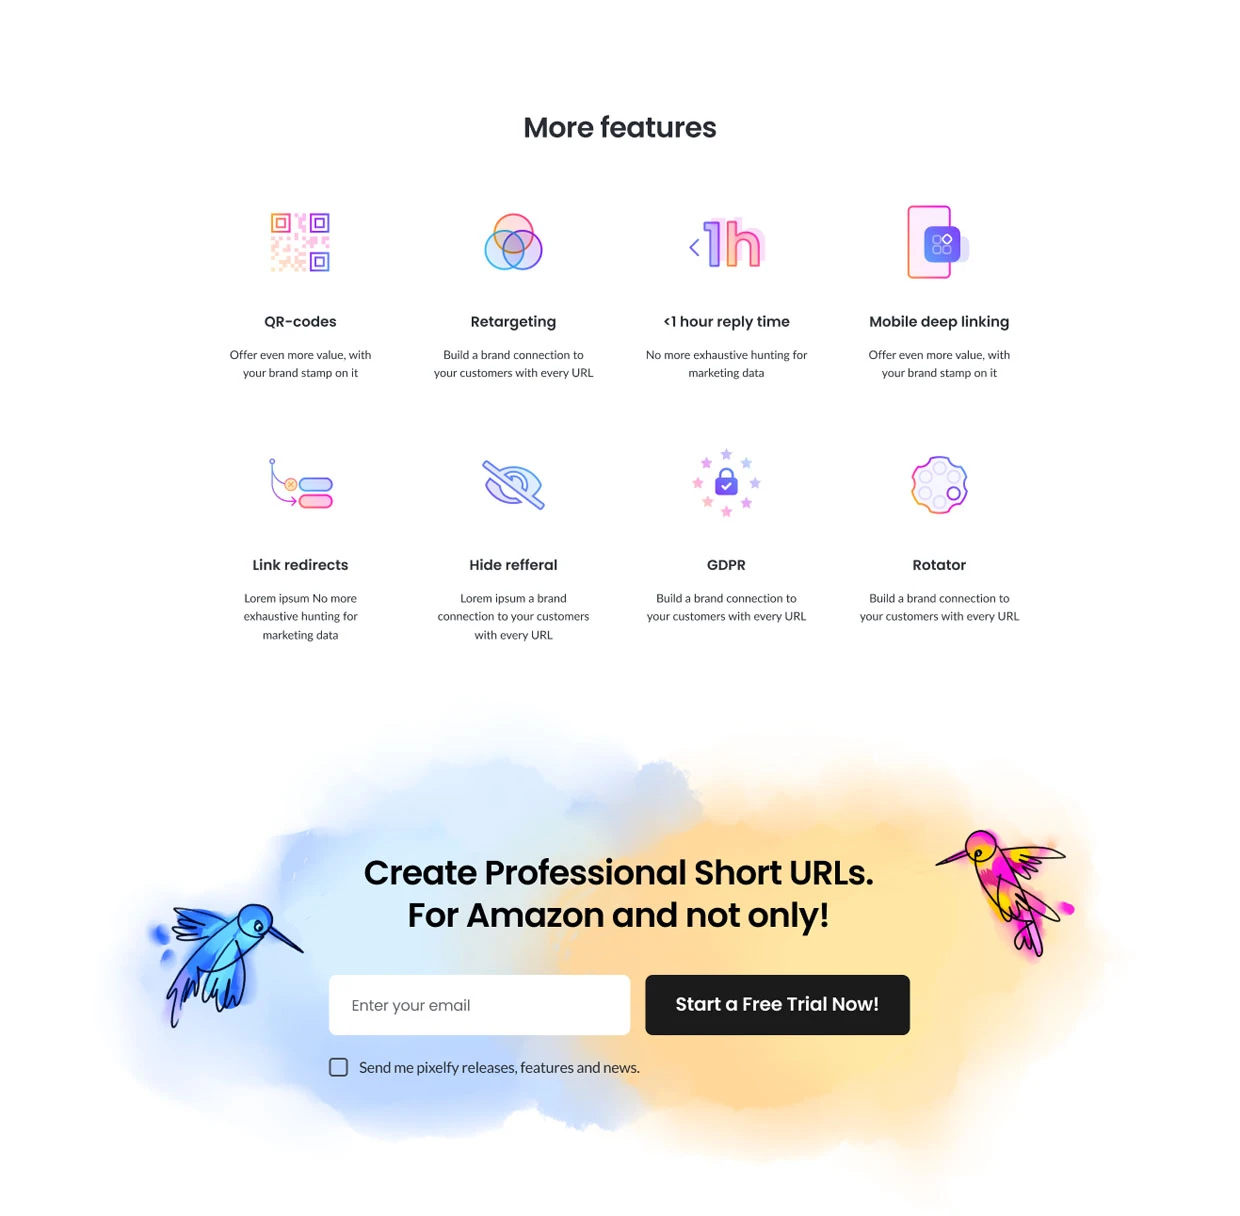 More features
<1h
QR-codes
Offer even more value, with
your brand stamp on it
Retargeting
Build a brand connection to
your customers with every URL
<1 hour reply time
No more exhaustive hunting for
marketing data
Mobile deep linking
Offer even more value, with
your brand stamp on it
Link redirects
Lorem ipsum No more
exhaustive hunting for
marketing data
Hide refferal
Lorem ipsum a brand
connection to your customers
with every URL
GDPR
Build a brand connection to
your customers with every URL
Rotator
Build a brand connection to
your customers with every URL
Create Professional Short URLs.
For Amazon and not only!
Enter your email
Start a Free Trial Now!
Send me pixelfy releases, features and news.